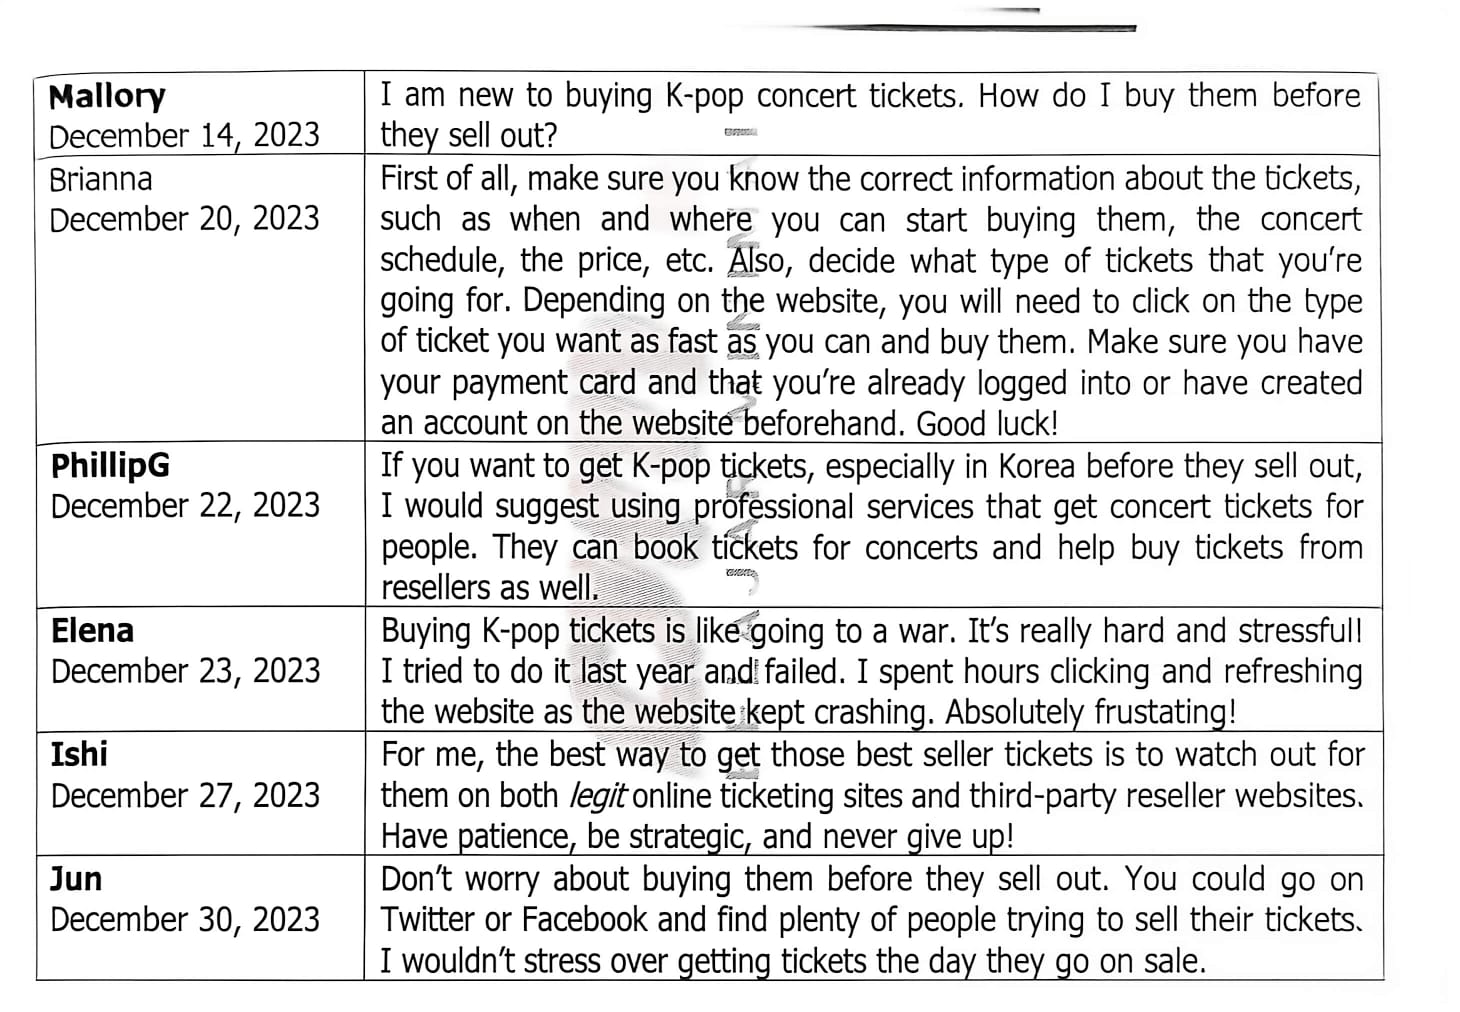 Mallory
December 14, 2023
I am new to buying K-pop concert tickets. How do I buy them before
they sell out?
Brianna
December 20, 2023
First of all, make sure you know the correct information about the tickets,
such as when and where you can start buying them, the concert
schedule, the price, etc. Also, decide what type of tickets that you're
going for. Depending on the website, you will need to click on the type
of ticket you want as fast as you can and buy them. Make sure you have
your payment card and that you're already logged into or have created
an account on the website beforehand. Good luck!
PhillipG
December 22, 2023
If you want to get K-pop tickets, especially in Korea before they sell out,
I would suggest using professional services that get concert tickets for
people. They can book tickets for concerts and help buy tickets from
resellers as well.
Elena
December 23, 2023
Buying K-pop tickets is like going to a war. It's really hard and stressful!
I tried to do it last year and failed. I spent hours clicking and refreshing
the website as the website kept crashing. Absolutely frustating!
Ishi
December 27, 2023
For me, the best way to get those best seller tickets is to watch out for
them on both legit online ticketing sites and third-party reseller websites.
Have patience, be strategic, and never give up!
Jun
December 30, 2023
Don't worry about buying them before they sell out. You could go on
Twitter or Facebook and find plenty of people trying to sell their tickets.
I wouldn't stress over getting tickets the day they go on sale.